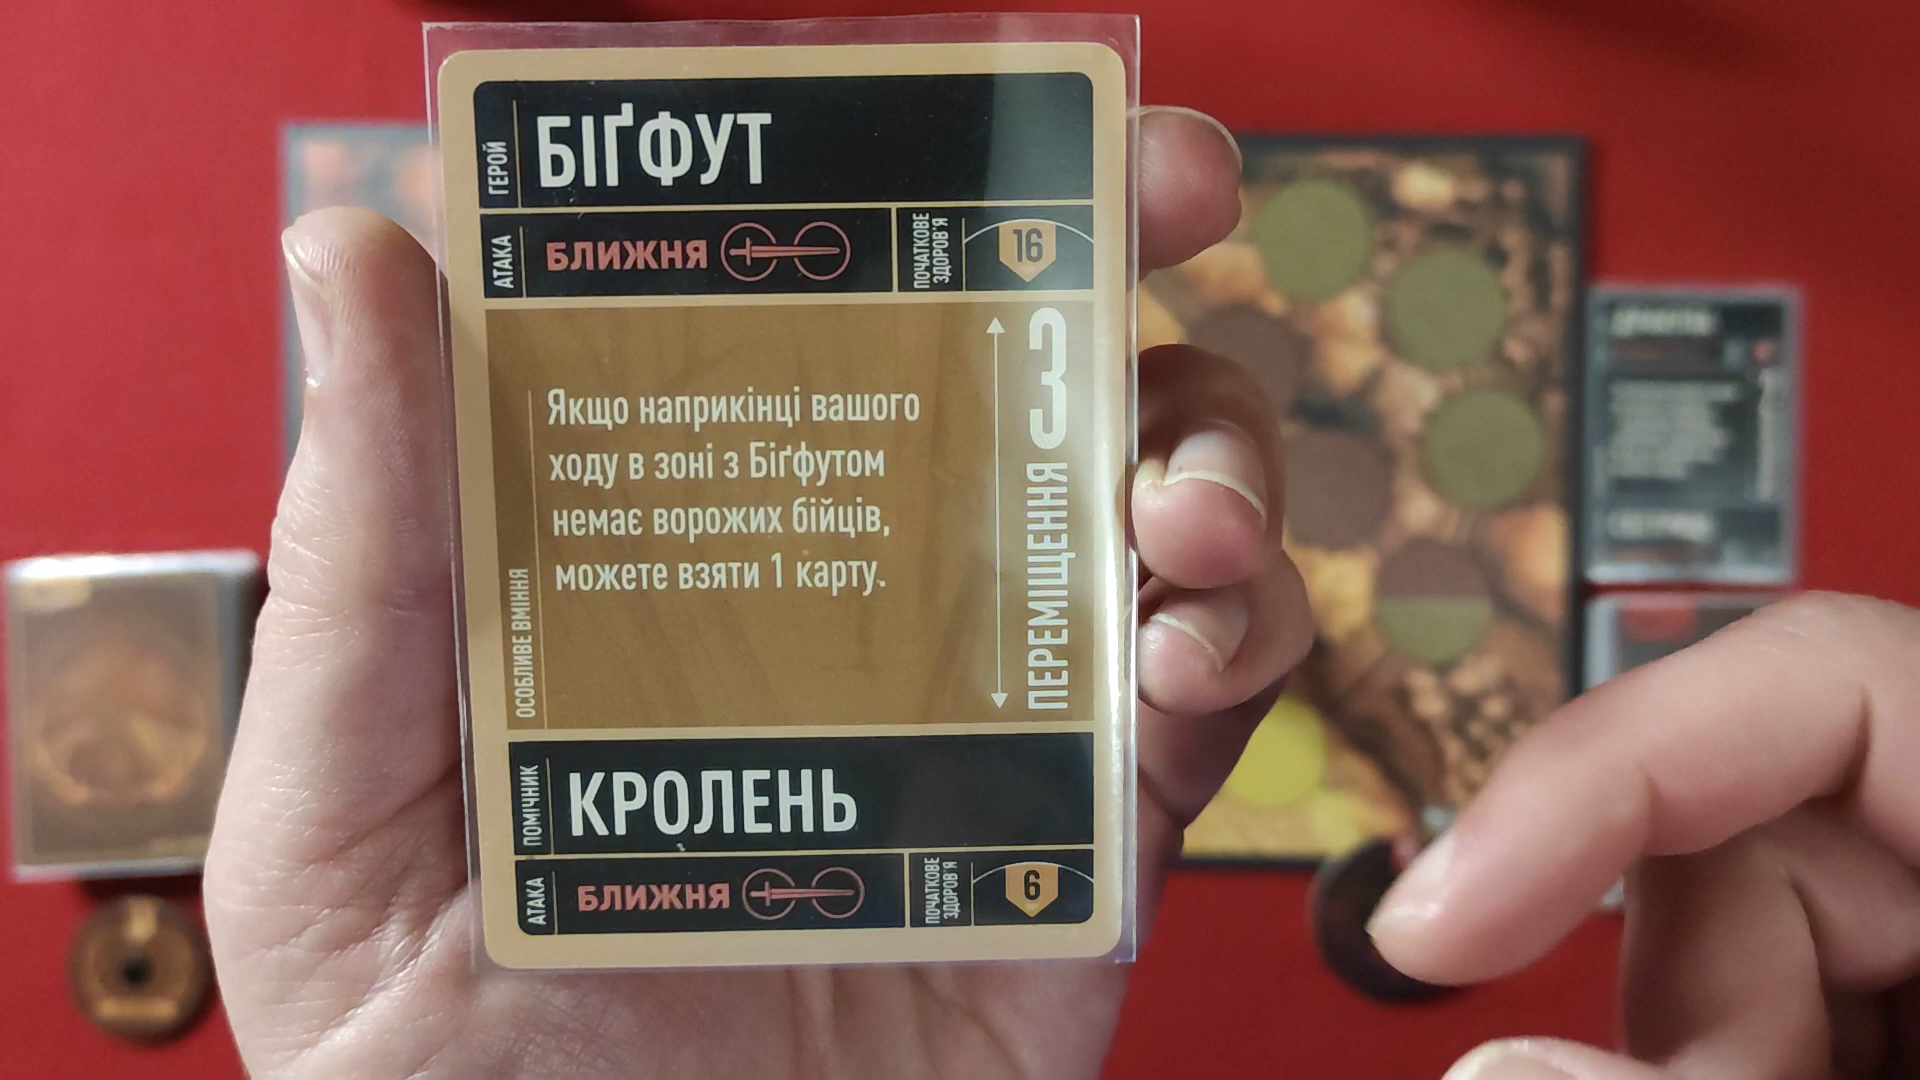 ГЕРОЙ
БІҐФУТ
АТАКА
БЛИЖНЯ
ПОЧАТКОВЕ
ЗДОРОВ'Я
16
ОСОБЛИВЕ ВМІННЯ
Якщо наприкінці вашого
ходу в зоні з Біґфутом
немає ворожих бійців,
можете взяти 1 карту.
ПЕРЕМІЩЕННЯ 3
ПОМІЧНИК
КРОЛЕНЬ
АТАКА
БЛИЖНЯ
ПОЧАТКОВЕ
ЗДОРОВ'Я
6